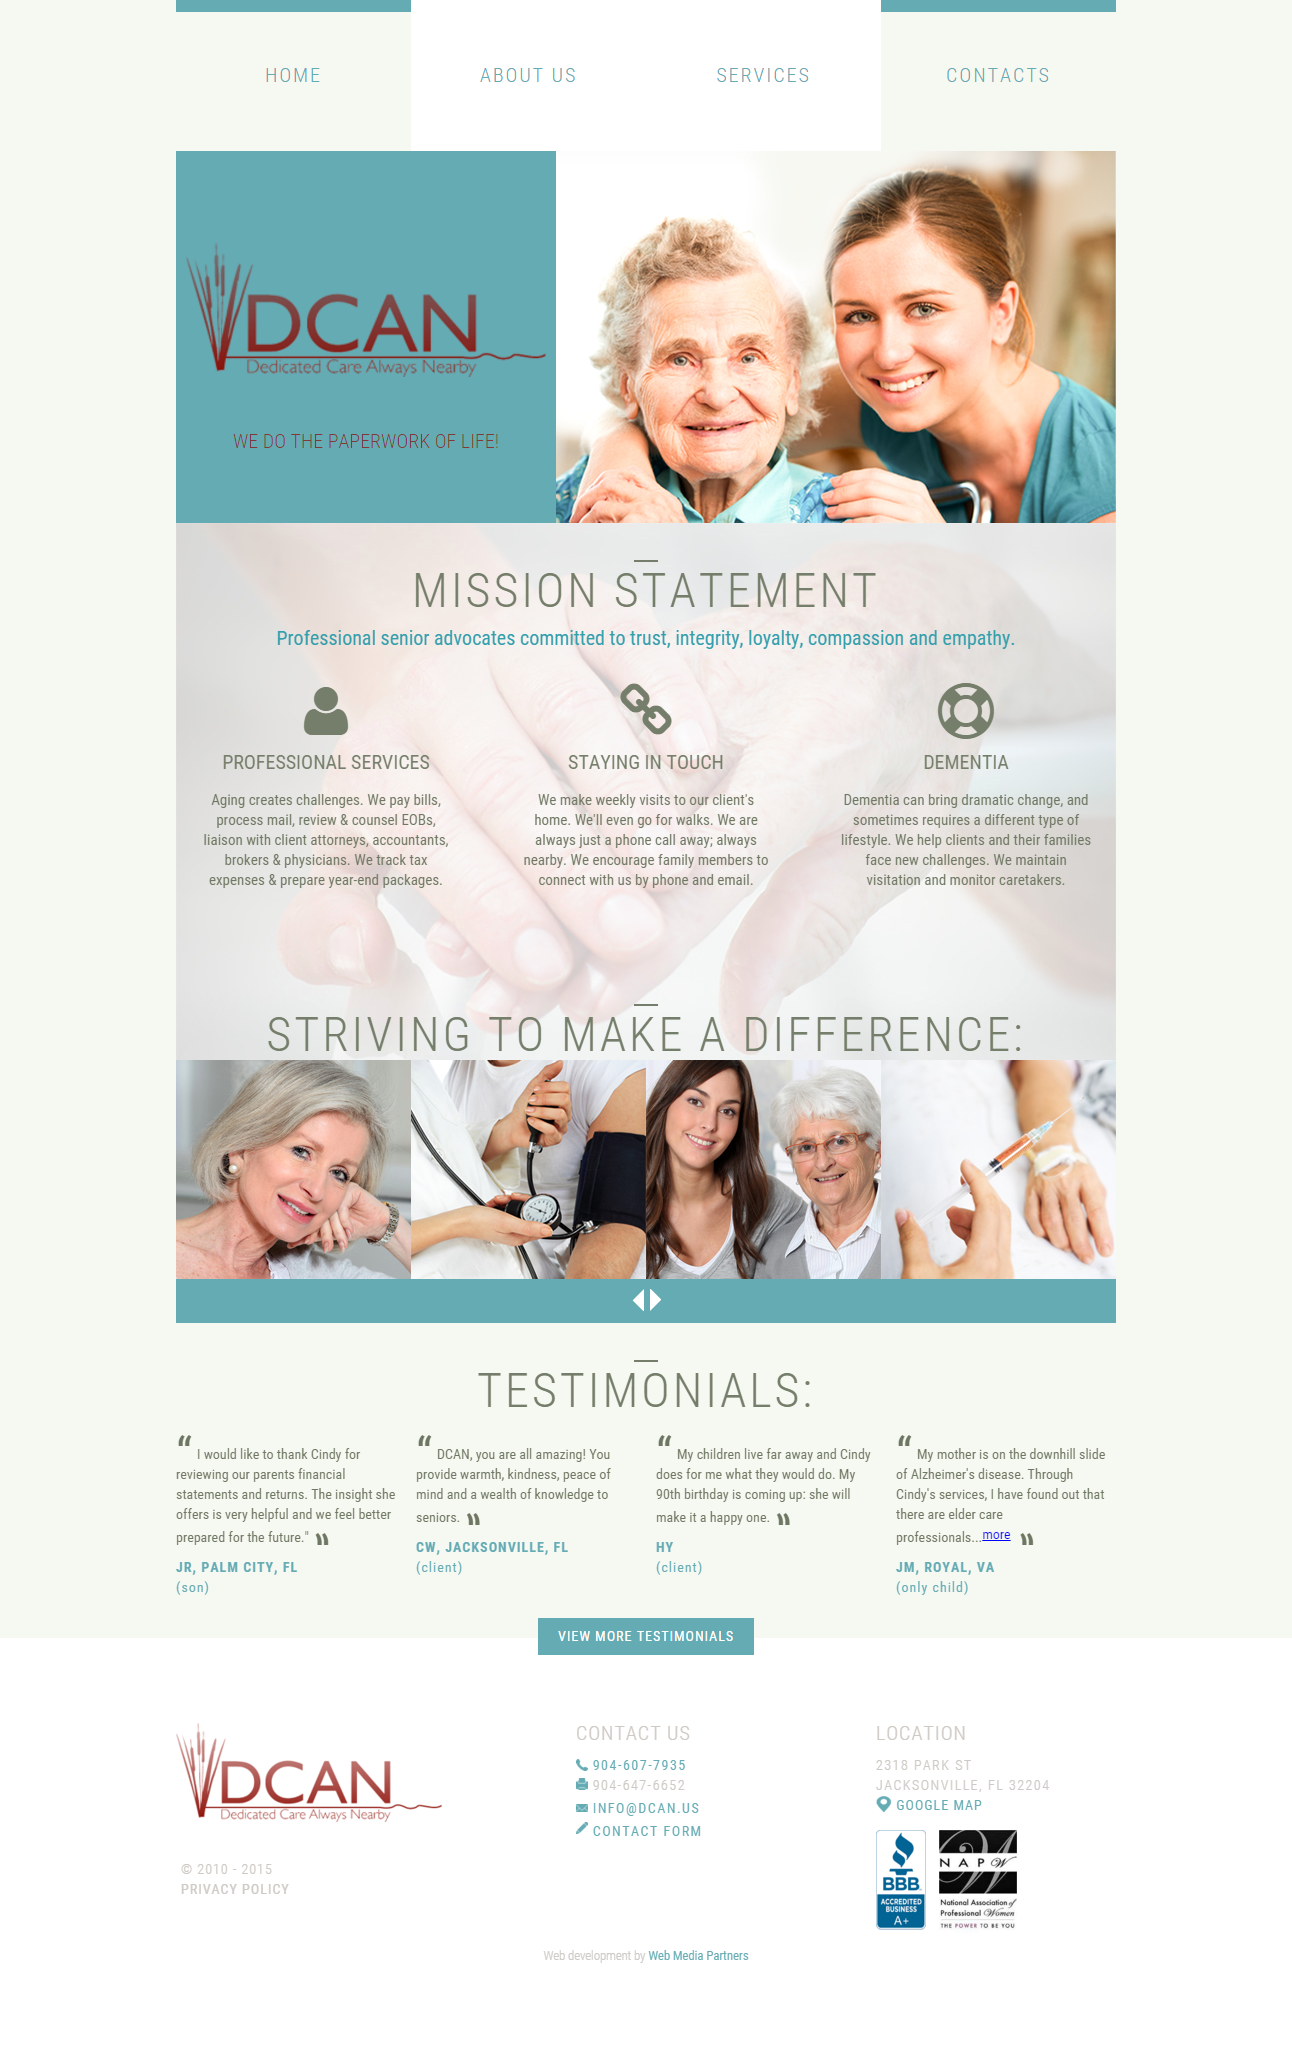 HOME
ABOUT US
SERVICES
CONTACTS
DCAN
Dedicated Care Always Nearby
WE DO THE PAPERWORK OF LIFE!
MISSION STATEMENT
Professional senior advocates committed to trust, integrity, loyalty, compassion and empathy.
PROFESSIONAL SERVICES
Aging creates challenges. We pay bills,
process mail, review & counsel EOBs,
liaison with client attorneys, accountants,
brokers & physicians. We track tax
expenses & prepare year-end packages.
STAYING IN TOUCH
We make weekly visits to our client's
home. We'll even go for walks. We are
always just a phone call away; always
nearby. We encourage family members to
connect with us by phone and email.
DEMENTIA
Dementia can bring dramatic change, and
sometimes requires a different type of
lifestyle. We help clients and their families
face new challenges. We maintain
visitation and monitor caretakers.
STRIVING TO MAKE A DIFFERENCE:
TESTIMONIALS:
“ I would like to thank Cindy for
reviewing our parents financial
statements and returns. The insight she
offers is very helpful and we feel better
prepared for the future." "
JR, PALM CITY, FL
(son)
“ DCAN, you are all amazing! You
provide warmth, kindness, peace of
mind and a wealth of knowledge to
seniors. "
CW, JACKSONVILLE, FL
(client)
“ My children live far away and Cindy
does for me what they would do. My
90th birthday is coming up: she will
make it a happy one. "
HY
(client)
“ My mother is on the downhill slide
of Alzheimer's disease. Through
Cindy's services, I have found out that
there are elder care
professionals...more "
JM, ROYAL, VA
(only child)
VIEW MORE TESTIMONIALS
DCAN
Dedicated Care Always Nearby
© 2010 - 2015
PRIVACY POLICY
CONTACT US
904-607-7935
904-647-6652
INFO@DCAN.US
CONTACT FORM
LOCATION
2318 PARK ST
JACKSONVILLE, FL 32204
GOOGLE MAP
BBB
ACCREDITED
BUSINESS
A+
NAPW
National Association of
Professional Women
THE POWER TO BE YOU
Web development by Web Media Partners